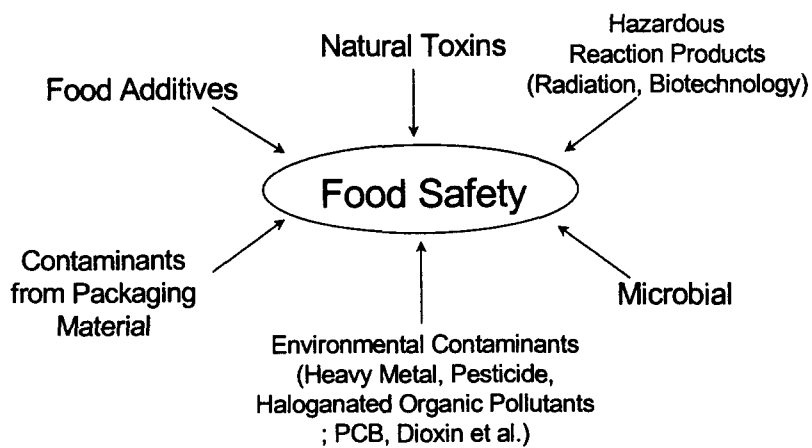 Hazardous
Reaction Products
(Radiation, Biotechnology)
Natural Toxins
Food Additives
Food Safety
Contaminants
from Packaging
Material
Microbial
Environmental Contaminants
(Heavy Metal, Pesticide,
Haloganated Organic Pollutants
; PCB, Dioxin et al.)